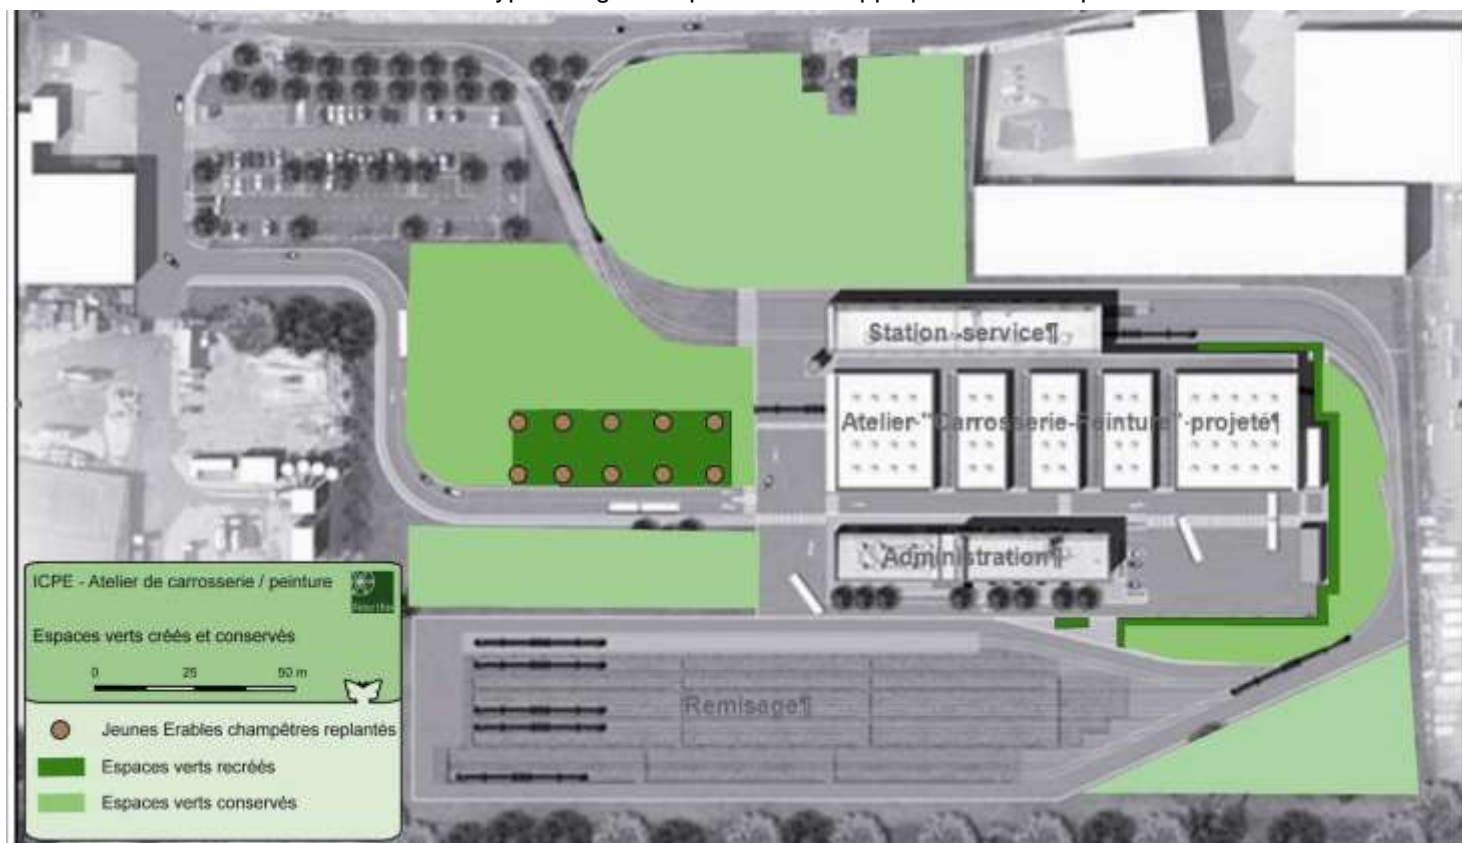 Station-service¶
Atelier-"Carrosserie-Peinture"-projeté¶
Administration¶
Remisage¶
ICPE - Atelier de carrosserie / peinture
Espaces verts créés et conservés
0 25 50 m
Jeunes Erables champêtres replantés
Espaces verts recréés
Espaces verts conservés